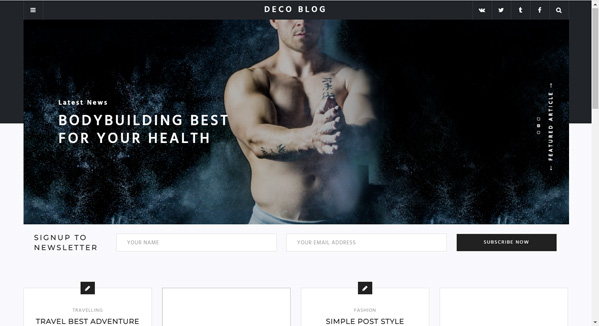 DECO BLOG
Latest News
BODYBUILDING BEST
FOR YOUR HEALTH
← FEATURED ARTICLE →
SIGNUP TO
NEWSLETTER
YOUR NAME
YOUR EMAIL ADDRESS
SUBSCRIBE NOW
TRAVELLING
TRAVEL BEST ADVENTURE
FASHION
SIMPLE POST STYLE